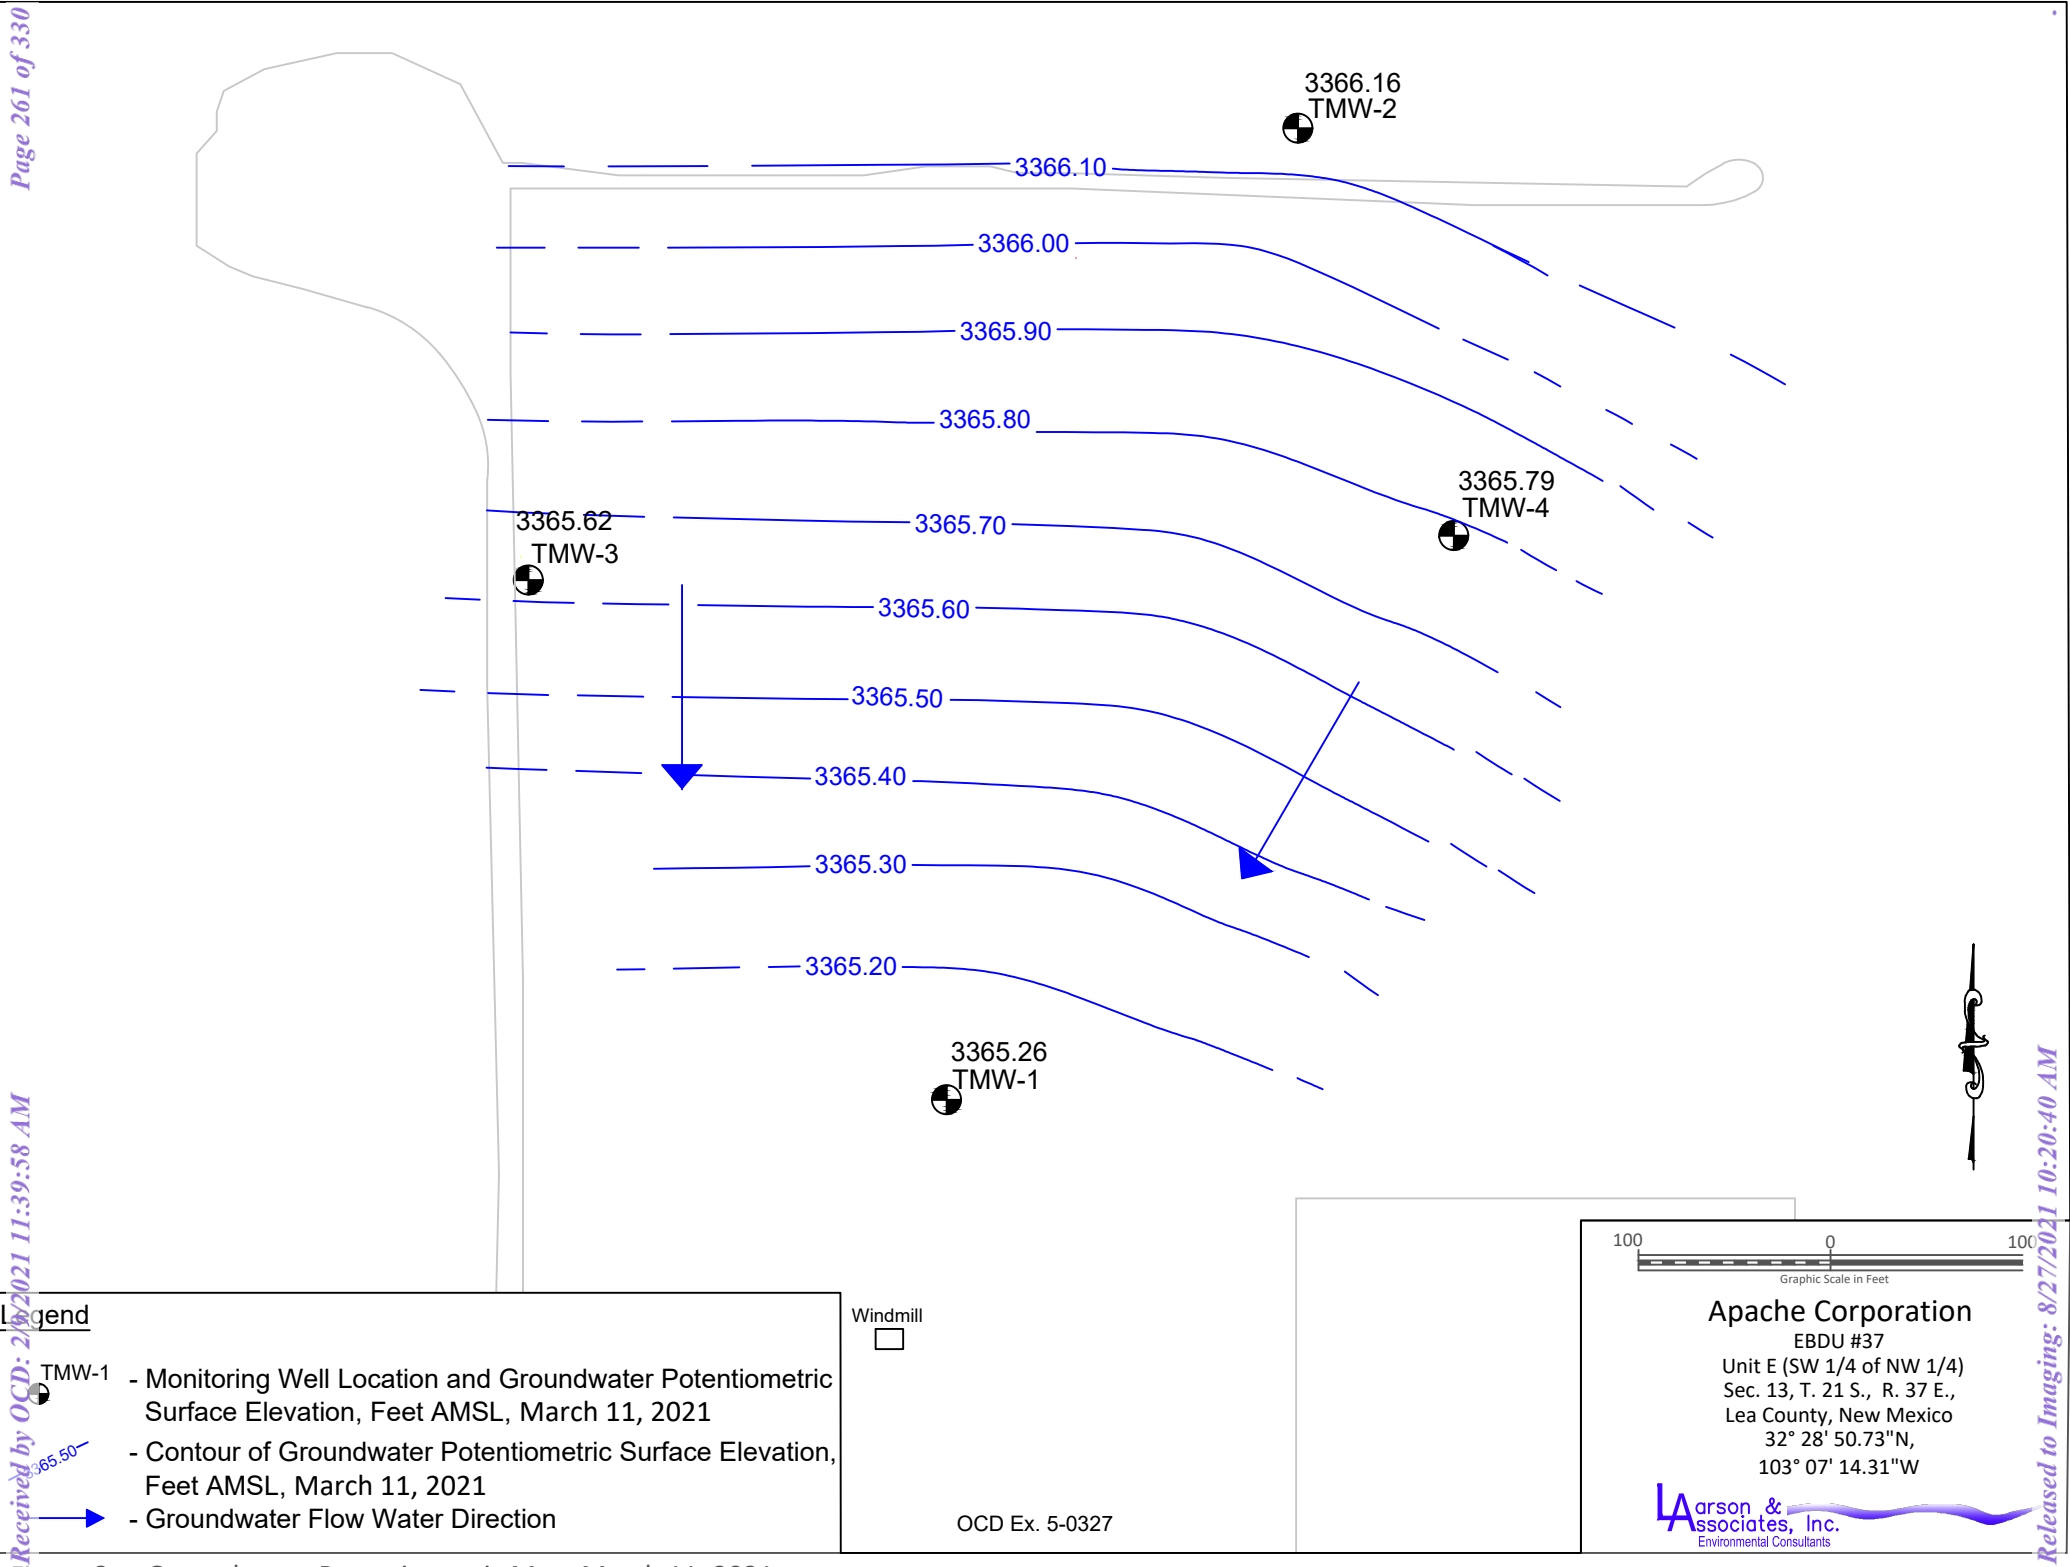 Page 261 of 330
3366.16
TMW-2
3366.10
3366.00
3365.90
3365.80
3365.79
TMW-4
3365.62
TMW-3
3365.70
3365.60
3365.50
3365.40
3365.30
3365.20
3365.26
TMW-1
Received by OCD: 2/9/2021 11:39:58 AM
Released to Imaging: 8/27/2021 10:20:40 AM
Legend
TMW-1 - Monitoring Well Location and Groundwater Potentiometric
Surface Elevation, Feet AMSL, March 11, 2021
3365.50 - Contour of Groundwater Potentiometric Surface Elevation,
Feet AMSL, March 11, 2021
- Groundwater Flow Water Direction
Windmill
OCD Ex. 5-0327
100 0 100
Graphic Scale in Feet
Apache Corporation
EBDU #37
Unit E (SW 1/4 of NW 1/4)
Sec. 13, T. 21 S., R. 37 E.,
Lea County, New Mexico
32° 28' 50.73"N,
103° 07' 14.31"W
Larson &
Associates, Inc.
Environmental Consultants